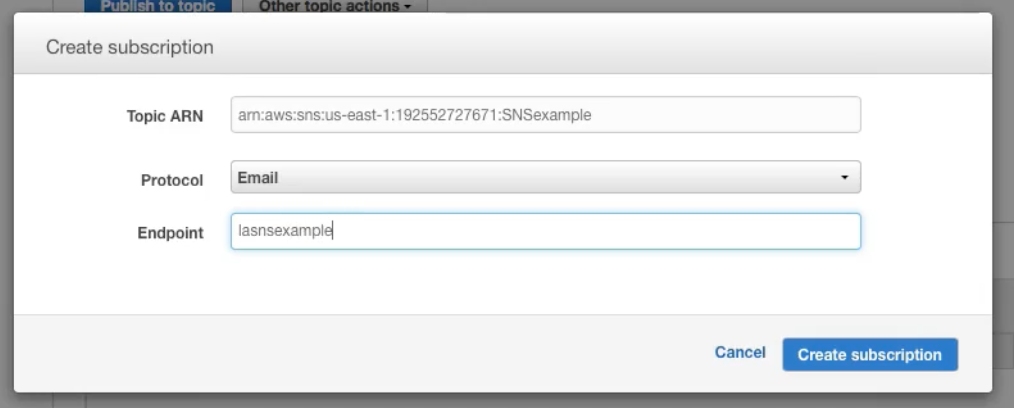 Publish to topic Other topic actions
Create subscription
Topic ARN arn:aws:sns:us-east-1:192552727671:SNSexample
Protocol Email
Endpoint lasnsexample
Cancel Create subscription